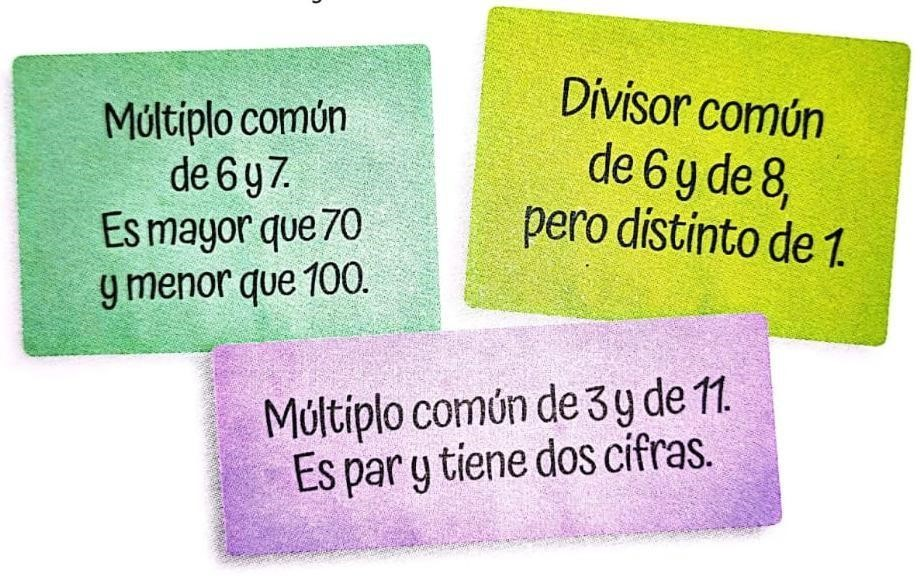 Múltiplo común
de 6 y 7.
Es mayor que 70
y menor que 100.
Divisor común
de 6 y de 8,
pero distinto de 1.
Múltiplo común de 3 y de 11.
Es par y tiene dos cifras.